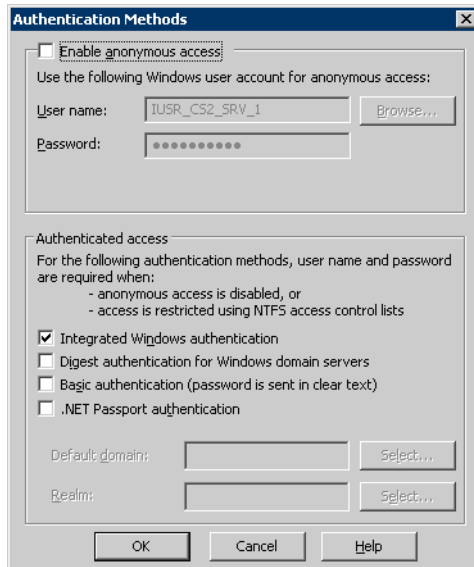 Authentication Methods
Enable anonymous access
Use the following Windows user account for anonymous access:
User name: IUSR_CS2_SRV_1 Browse...
Password: ●●●●●●●●●●
Authenticated access
For the following authentication methods, user name and password
are required when:
- anonymous access is disabled, or
- access is restricted using NTFS access control lists
Integrated Windows authentication
Digest authentication for Windows domain servers
Basic authentication (password is sent in clear text)
.NET Passport authentication
Default domain: Select...
Realm: Select...
OK Cancel Help